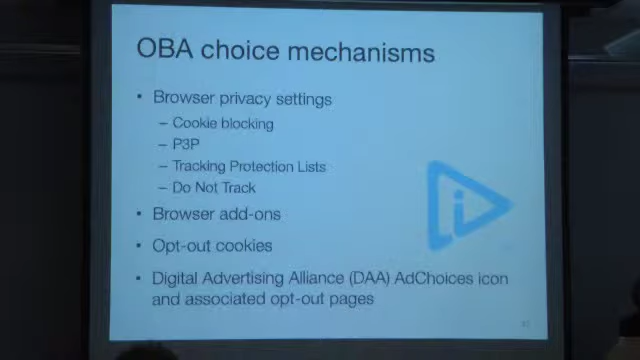 OBA choice mechanisms
• Browser privacy settings
– Cookie blocking
– P3P
– Tracking Protection Lists
– Do Not Track
• Browser add-ons
• Opt-out cookies
• Digital Advertising Alliance (DAA) AdChoices icon
and associated opt-out pages